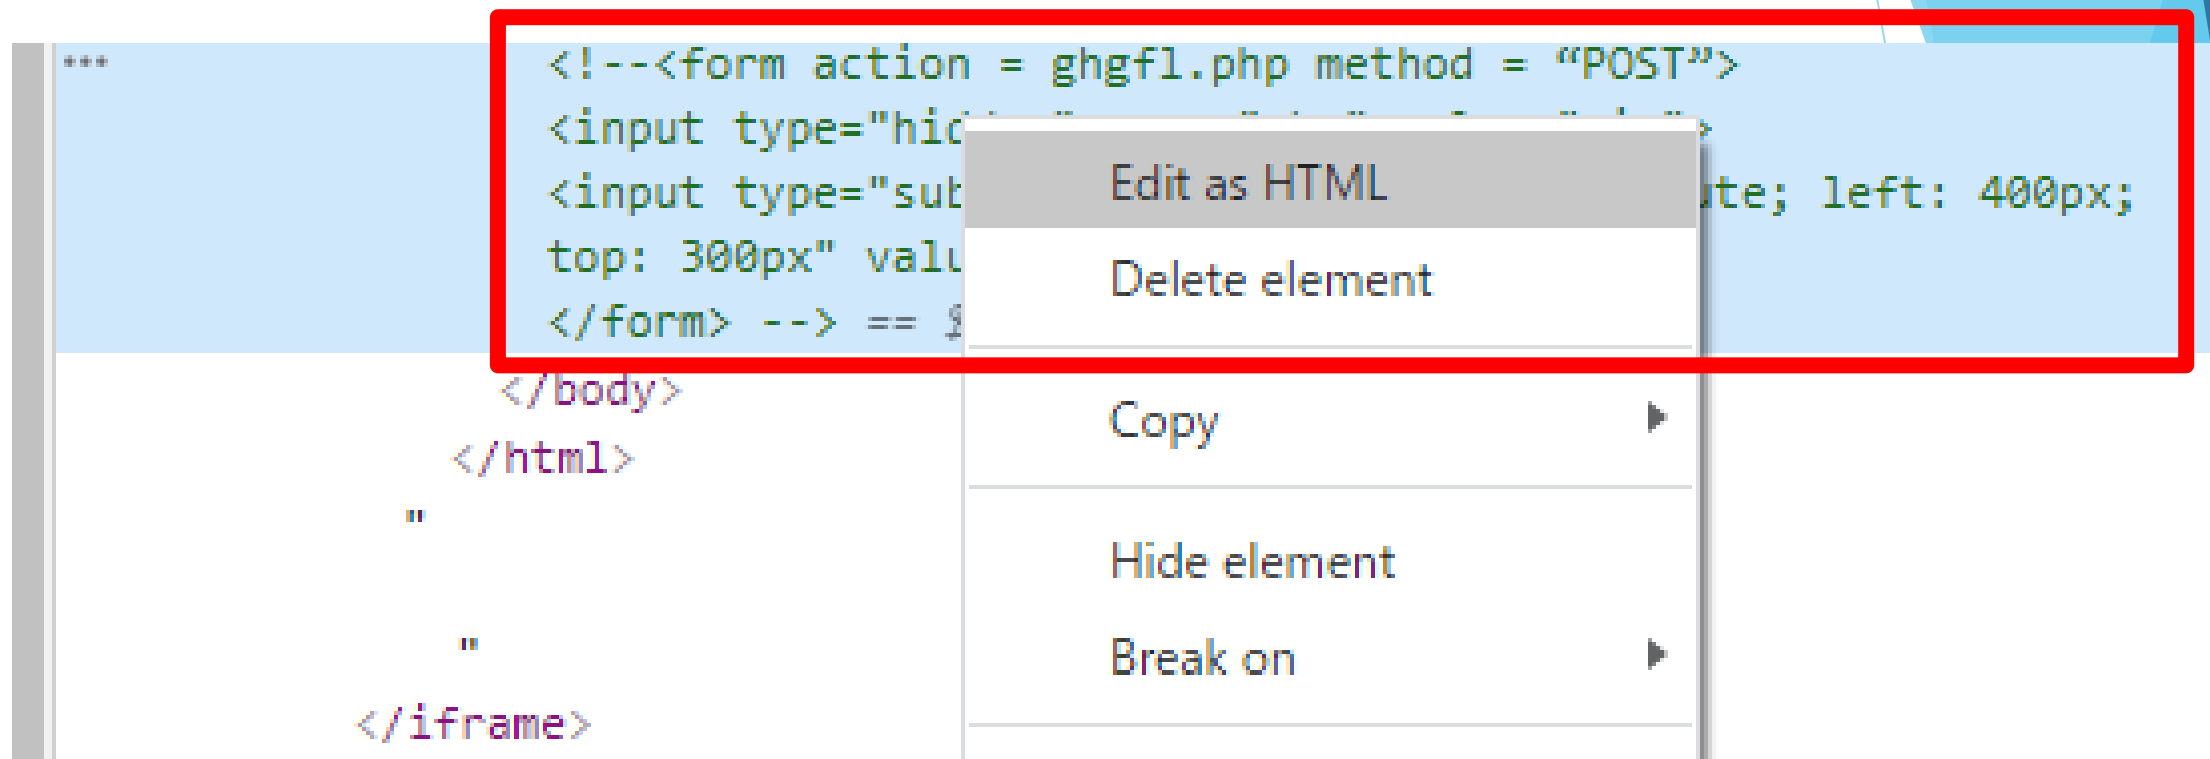 <!--<form action = ghgfl.php method = “POST”>
<input type="hid
<input type="sub
ute; left: 400px;
top: 300px" valu
</form> --> ==
Edit as HTML
Delete element
Copy
Hide element
Break on
</body>
</html>
"
"
</iframe>